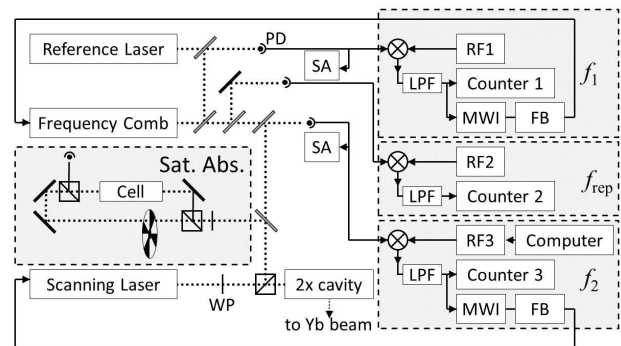 Reference Laser
PD
SA
RF1
LPF
Counter 1
f1
MWI
FB
Frequency Comb
SA
RF2
LPF
Counter 2
frep
Sat. Abs.
Cell
RF3
Computer
LPF
Counter 3
f2
MWI
FB
Scanning Laser
WP
2x cavity
to Yb beam